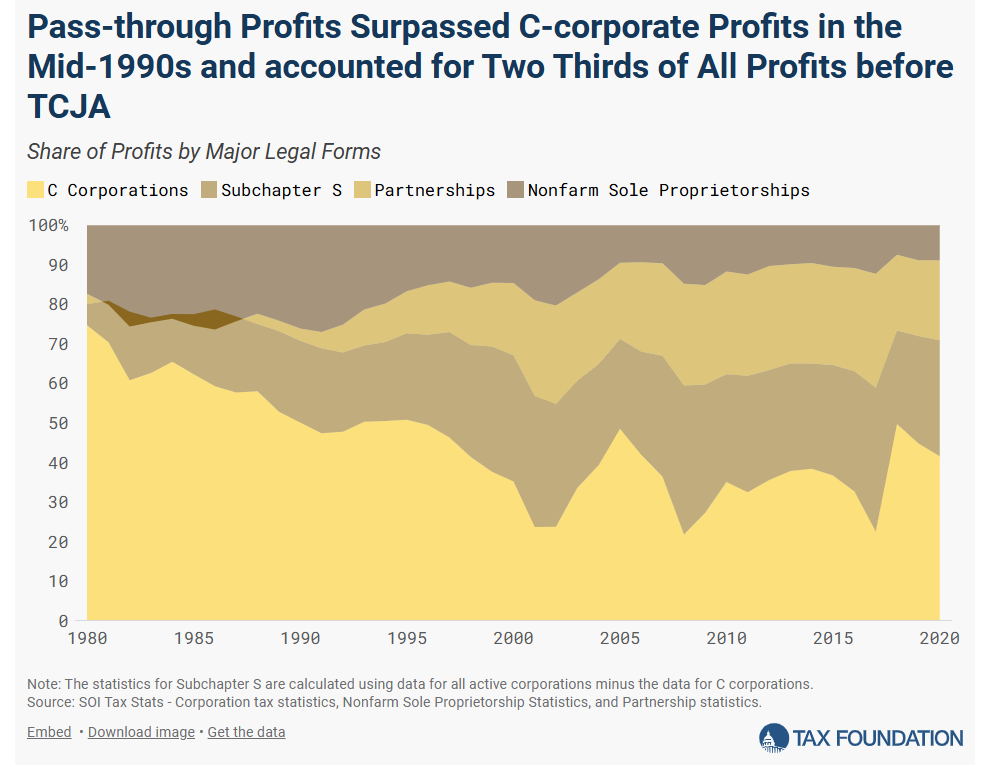 Pass-through Profits Surpassed C-corporate Profits in the
Mid-1990s and accounted for Two Thirds of All Profits before
TCJA
Share of Profits by Major Legal Forms
C Corporations Subchapter S Partnerships Nonfarm Sole Proprietorships
100%
90
80
70
60
50
40
30
20
10
0
1980 1985 1990 1995 2000 2005 2010 2015 2020
Note: The statistics for Subchapter S are calculated using data for all active corporations minus the data for C corporations.
Source: SOI Tax Stats - Corporation tax statistics, Nonfarm Sole Proprietorship Statistics, and Partnership statistics.
Embed • Download image • Get the data
TAX FOUNDATION